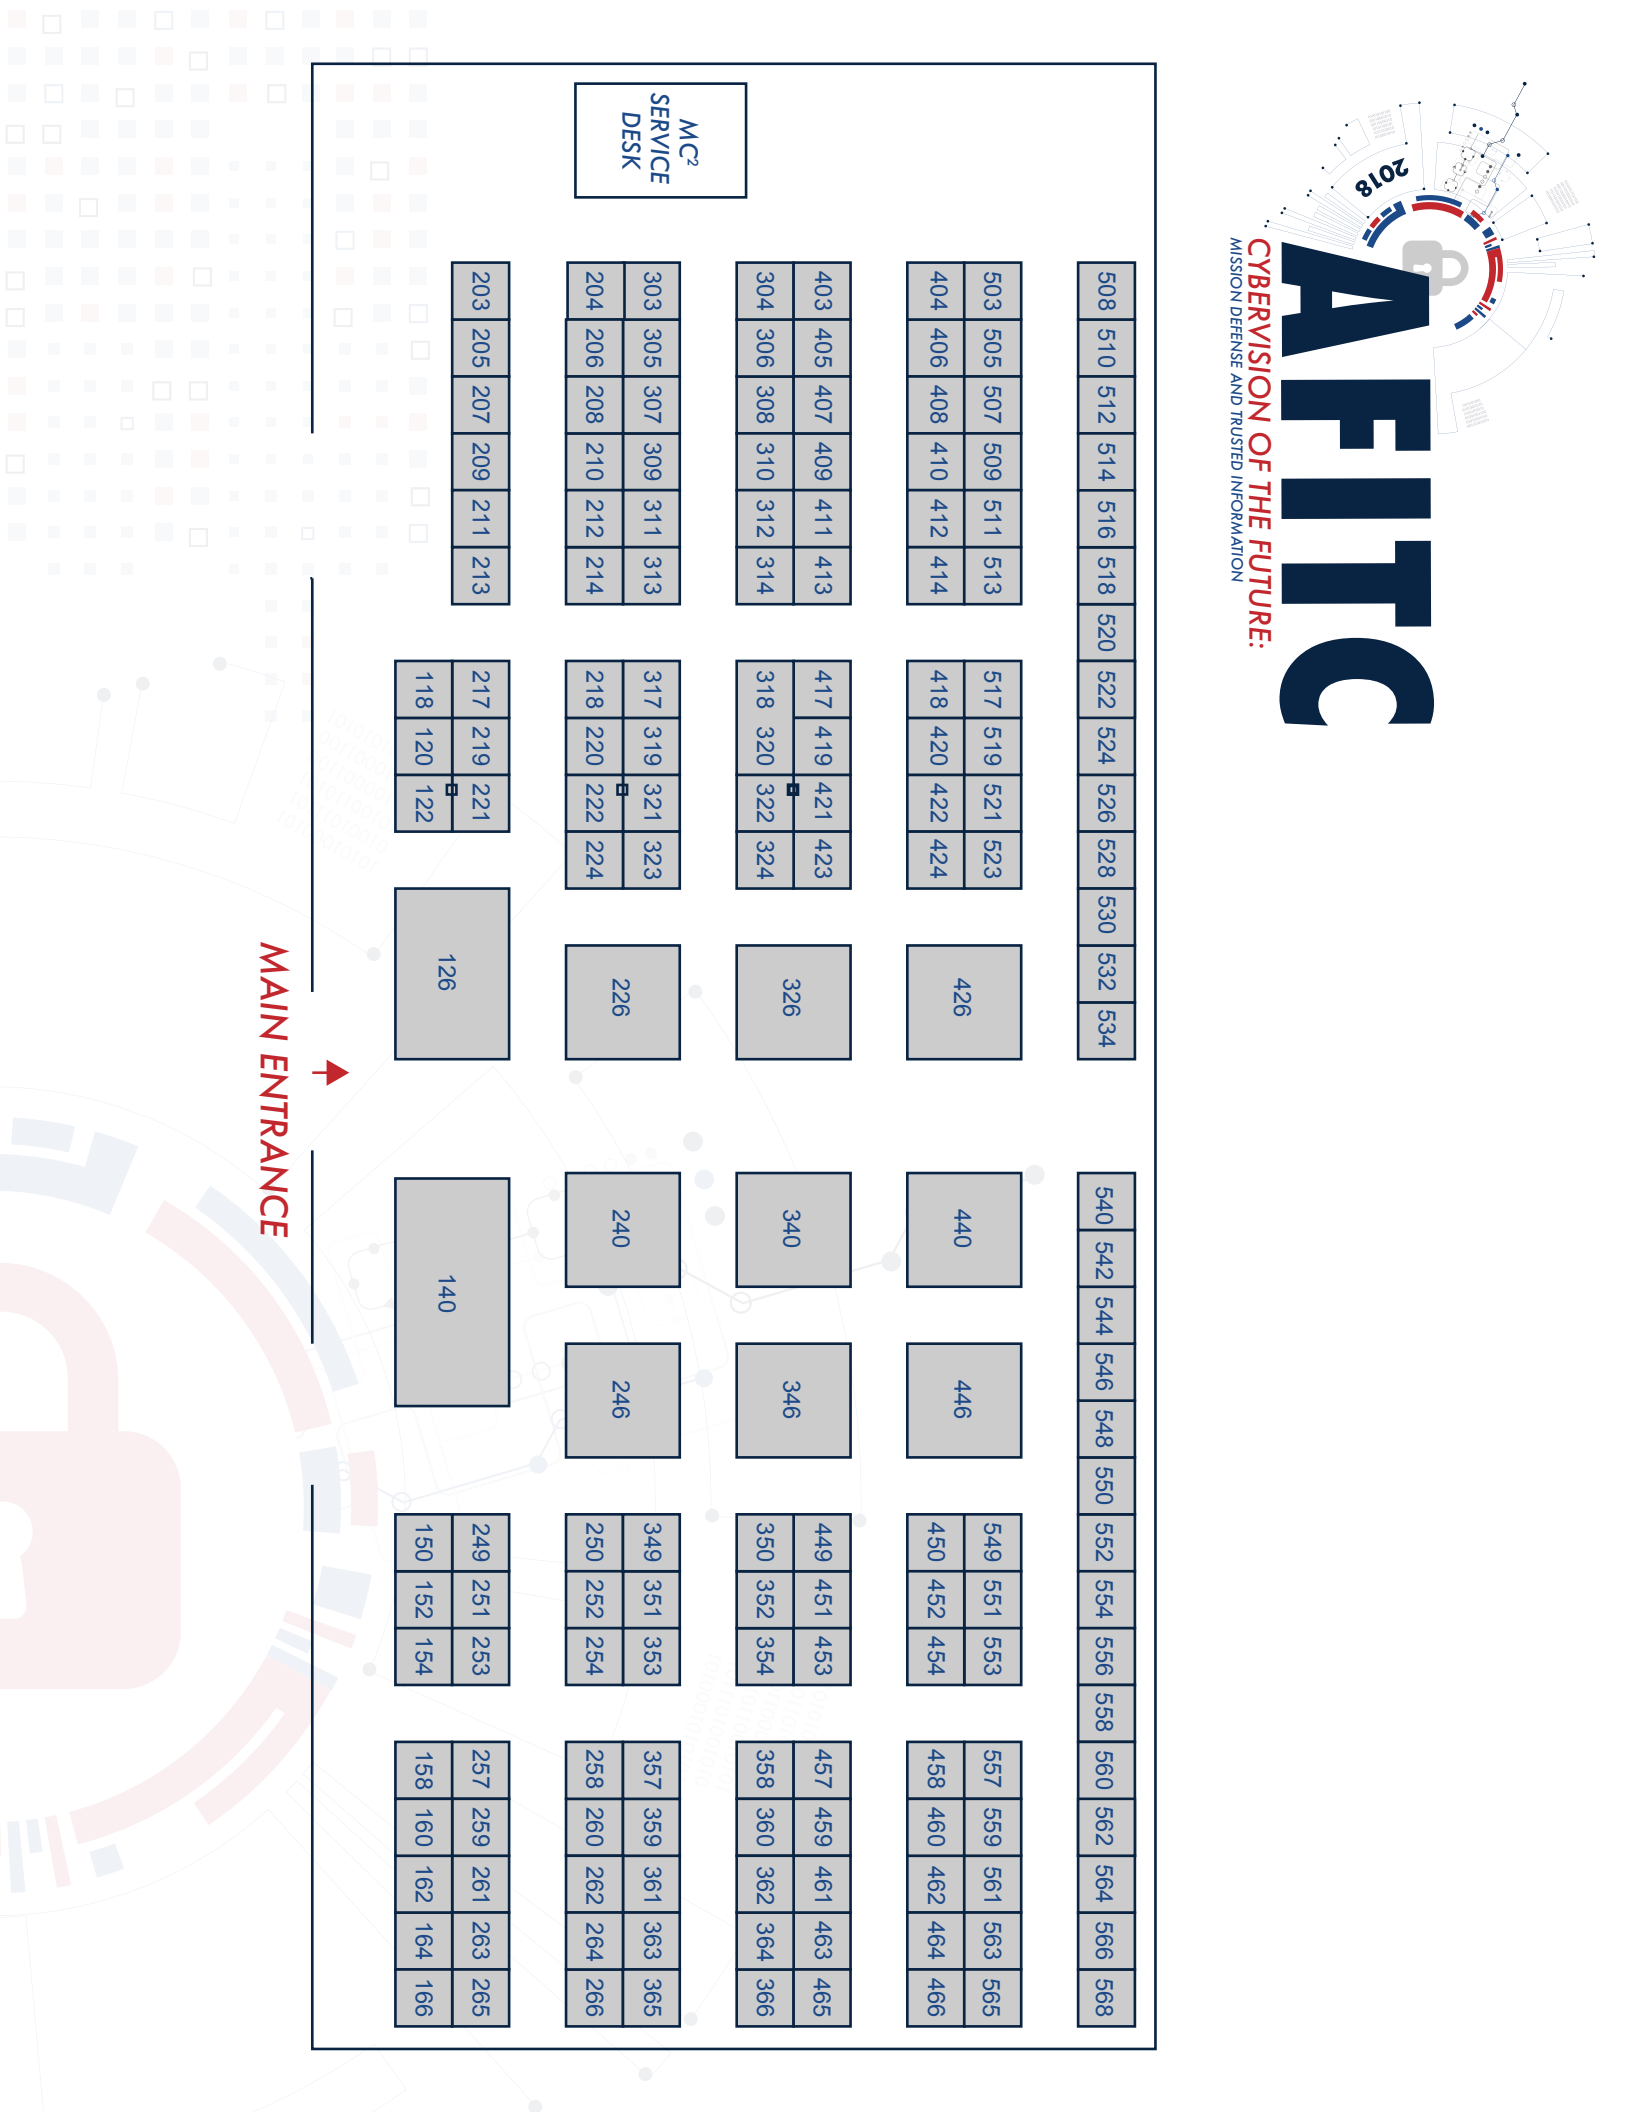 2018
AFITC
CYBERVISION OF THE FUTURE:
MISSION DEFENSE AND TRUSTED INFORMATION
508 510 512 514 516 518 520 522 524 526 528 530 532 534 540 542 544 546 548 550 552 554 556 558 560 562 564 566 568
503 505 507 509 511 513 517 519 521 523 549 551 553 557 559 561 563 565
426 440 446
404 406 408 410 412 414 418 420 422 424 450 452 454 458 460 462 464 466
403 405 407 409 411 413 417 419 421 423 449 451 453 457 459 461 463 465
326 340 346
304 306 308 310 312 314 318 320 322 324 350 352 354 358 360 362 364 366
MC²
SERVICE
DESK
303 305 307 309 311 313 317 319 321 323 349 351 353 357 359 361 363 365
226 240 246
204 206 208 210 212 214 218 220 222 224 250 252 254 258 260 262 264 266
203 205 207 209 211 213 217 219 221 249 251 253 257 259 261 263 265
126 140
118 120 122 150 152 154 158 160 162 164 166
MAIN ENTRANCE